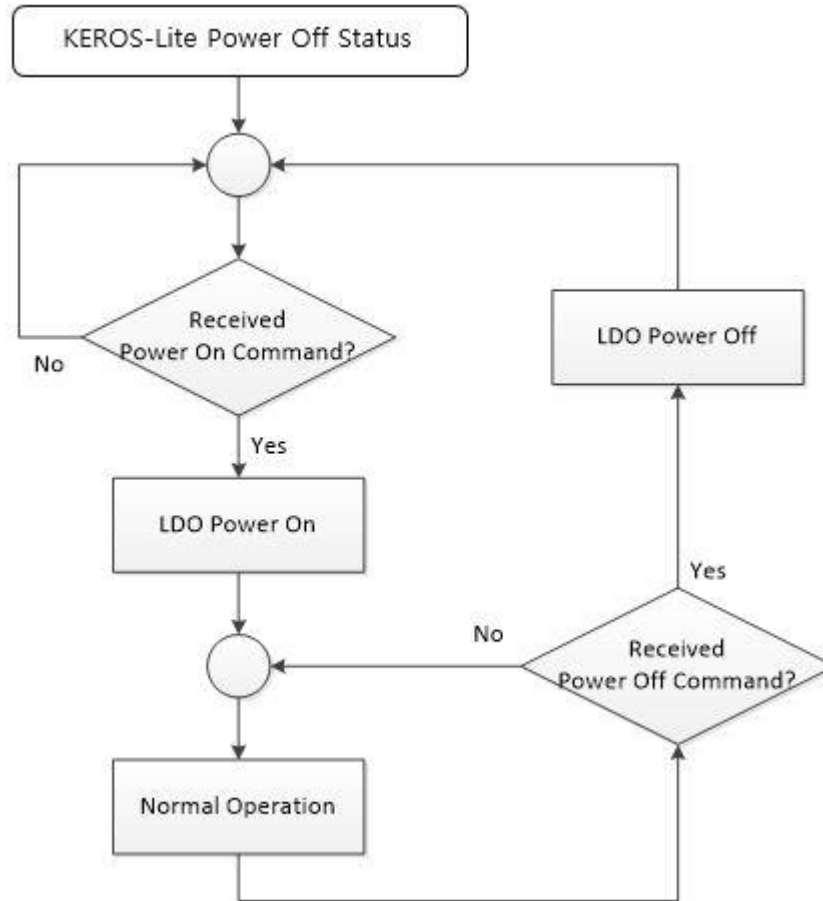 KEROS-Lite Power Off Status
Received
Power On Command?
No
Yes
LDO Power On
LDO Power Off
Yes
No
Received
Power Off Command?
Normal Operation